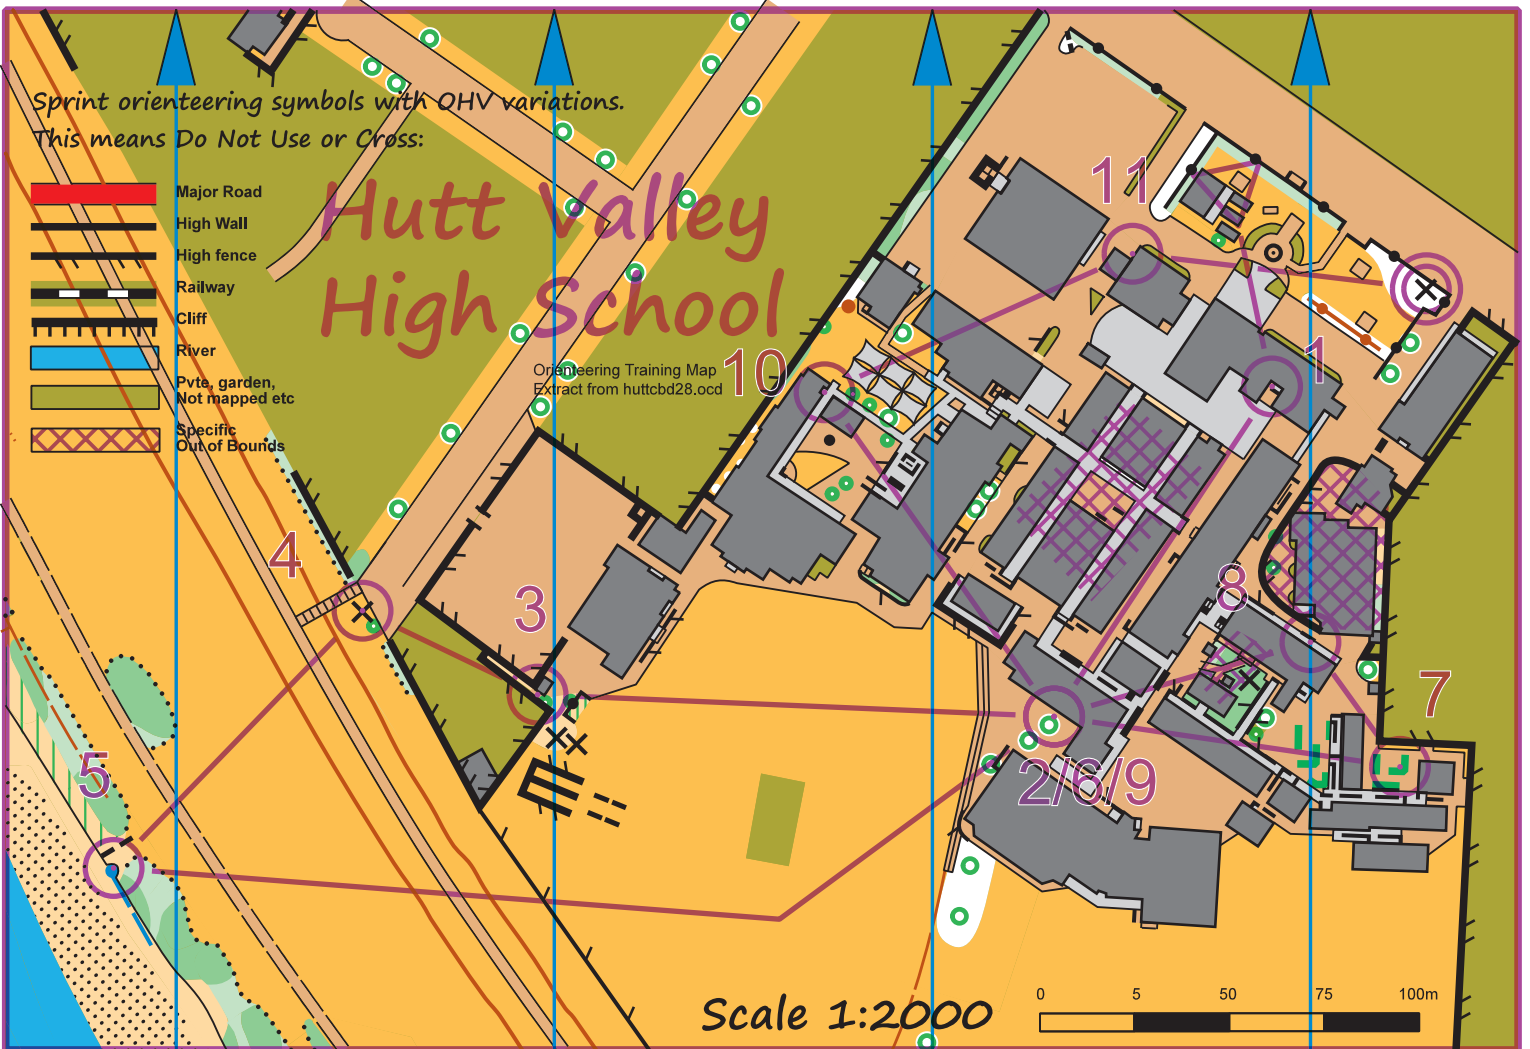 Sprint orienteering symbols with OHV variations.
This means Do Not Use or Cross:
Major Road
High Wall
High fence
Railway
Cliff
River
Pvte, garden,
Not mapped etc
Specific
Out of Bounds
Hutt Valley
High School
Orienteering Training Map
Extract from huttcbd28.ocd
11
1
10
4
3
8
7
5
2/6/9
Scale 1:2000
0 5 50 75 100m